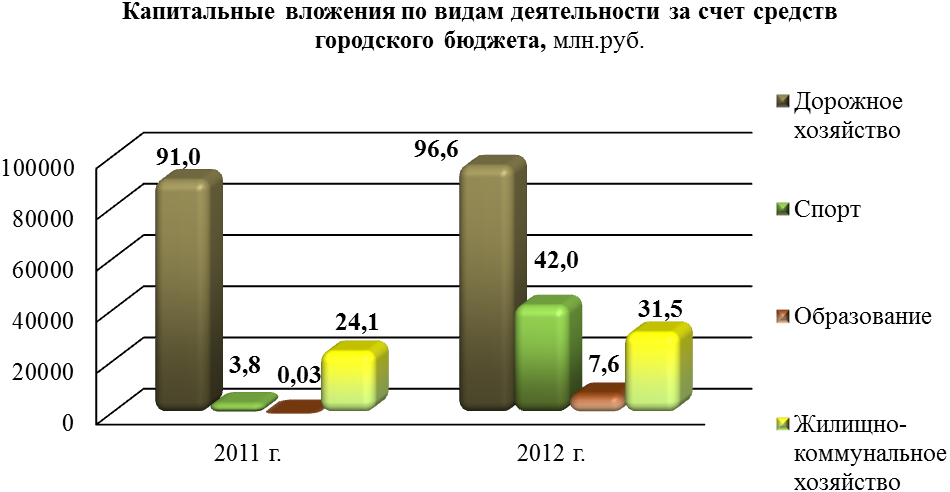 Капитальные вложения по видам деятельности за счет средств
городского бюджета, млн.руб.
100000
80000
60000
40000
20000
0
91,0
3,8
0,03
24,1
96,6
42,0
7,6
31,5
2011 г.
2012 г.
Дорожное
хозяйство
Спорт
Образование
Жилищно-
коммунальное
хозяйство